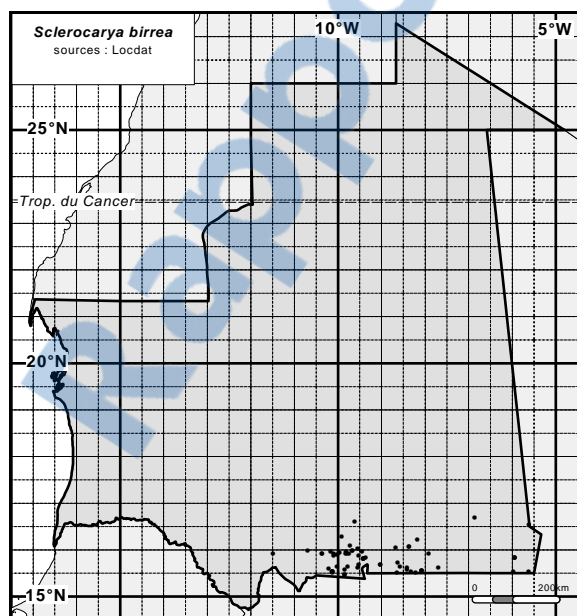 Sclerocarya birrea
sources : Locdat
10°W
5°W
25°N
Trop. du Cancer
20°N
15°N
0 200km